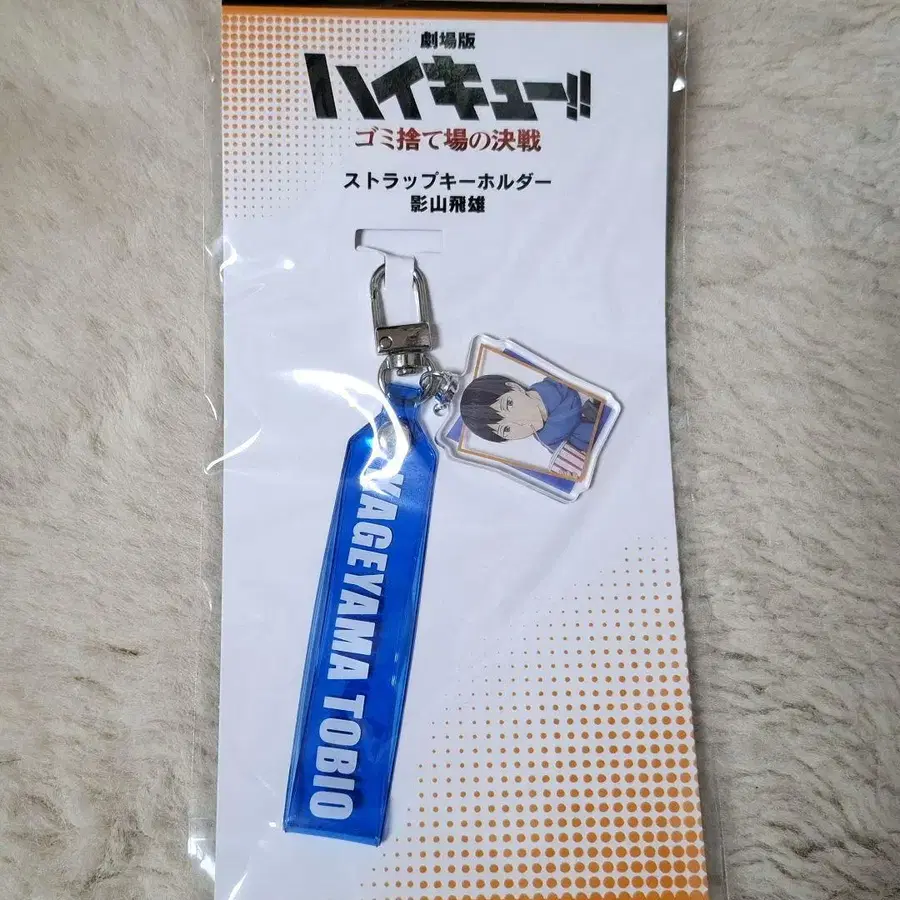 劇場版
ハイキュー!!
ゴミ捨て場の決戦
ストラップキーホルダー
影山飛雄
KAGEYAMA TOBIO